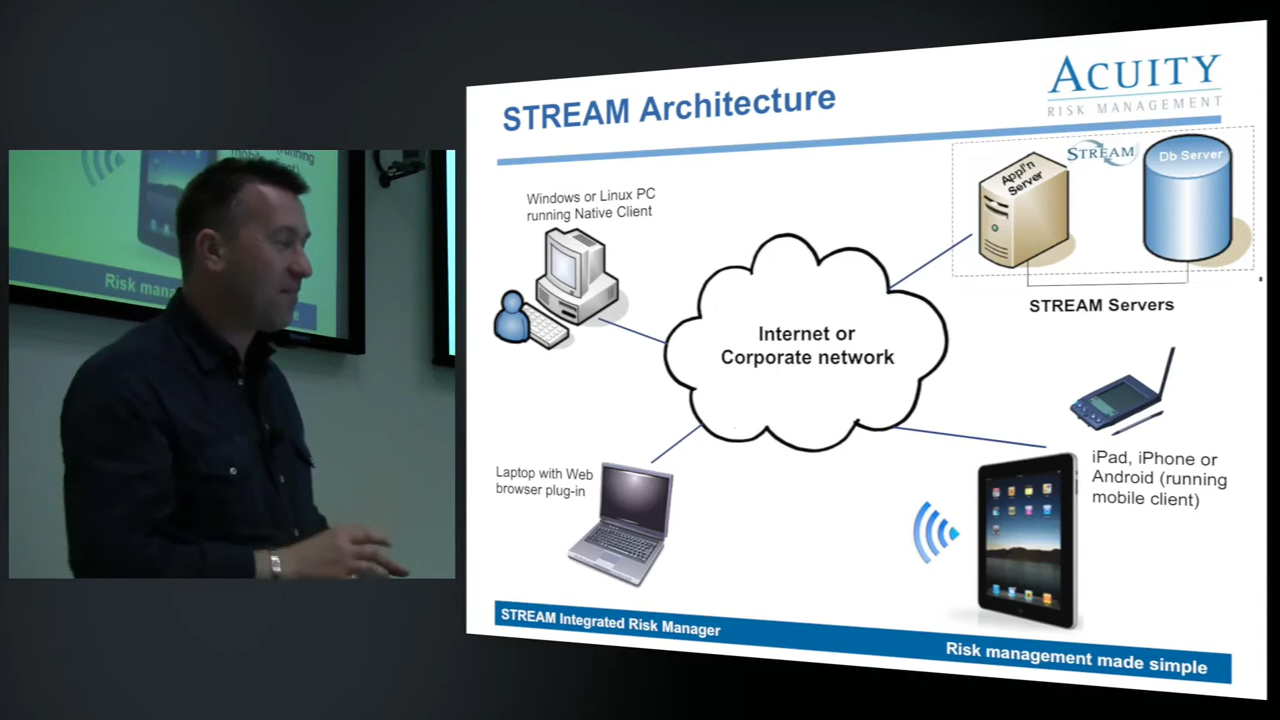 STREAM Architecture
ACUITY
RISK MANAGEMENT
Windows or Linux PC
running Native Client
Appl'n
Server
STREAM
Db Server
STREAM Servers
Internet or
Corporate network
Laptop with Web
browser plug-in
iPad, iPhone or
Android (running
mobile client)
STREAM Integrated Risk Manager
Risk management made simple
Risk mana